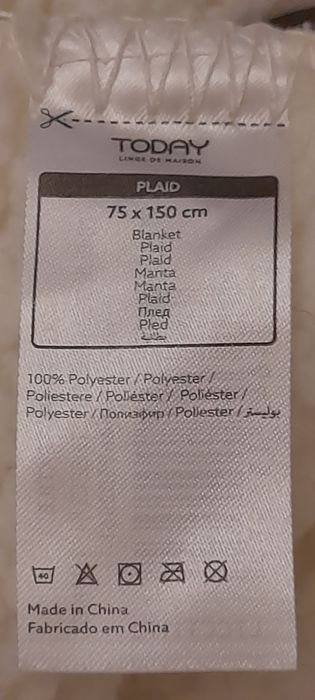 TODAY
LINGE DE MAISON
PLAID
75 x 150 cm
Blanket
Plaid
Plaid
Manta
Manta
Plaid
Плед
Pled
بطانية
100% Polyester / Polyester /
Poliestere / Poliéster / Poliéster /
Polyester / Полиэфир / Poliester / بوليستر
40
Made in China
Fabricado em China